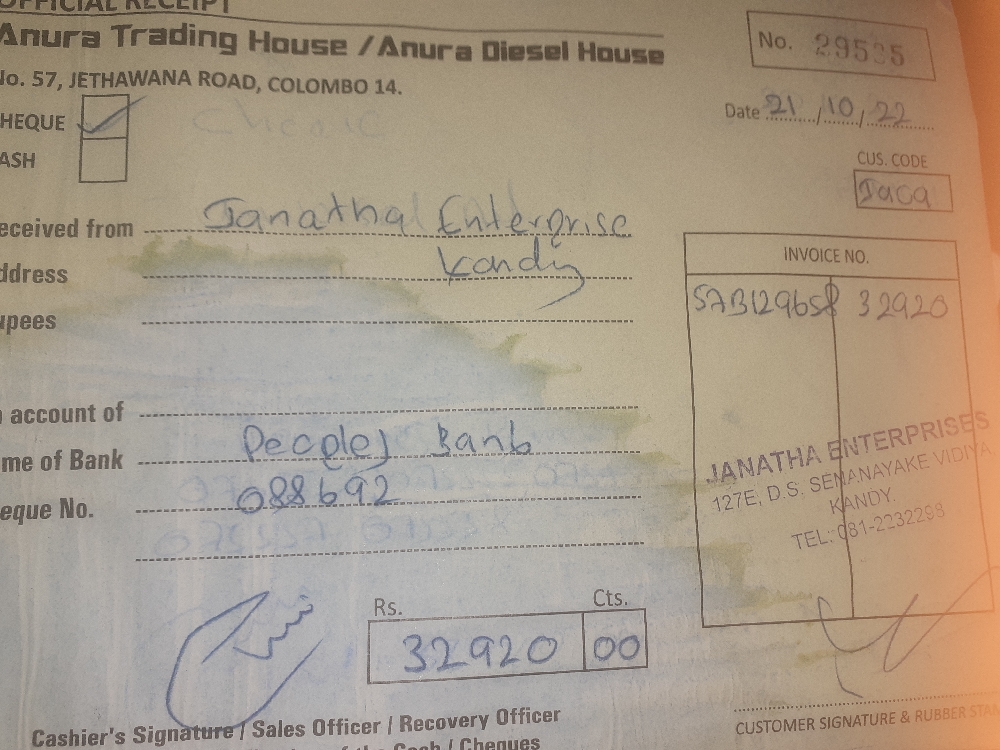 OFFICIAL RECEIPT
Anura Trading House / Anura Diesel House
No. 57, JETHAWANA ROAD, COLOMBO 14.
No. 29535
Date 21/10/22
HEQUE
ASH
CUS. CODE
Jaca
eceived from Janatha Enterprise
ddress Kandy
upees
INVOICE NO.
32920
account of
me of Bank Peoples Bank
eque No. 088692
JANATHA ENTERPRISES
127E, D.S. SENANAYAKE VIDIYA
KANDY.
TEL: 081-2232298
Rs. Cts.
32920 00
Cashier's Signature / Sales Officer / Recovery Officer
CUSTOMER SIGNATURE & RUBBER STA
Cash / Cheques